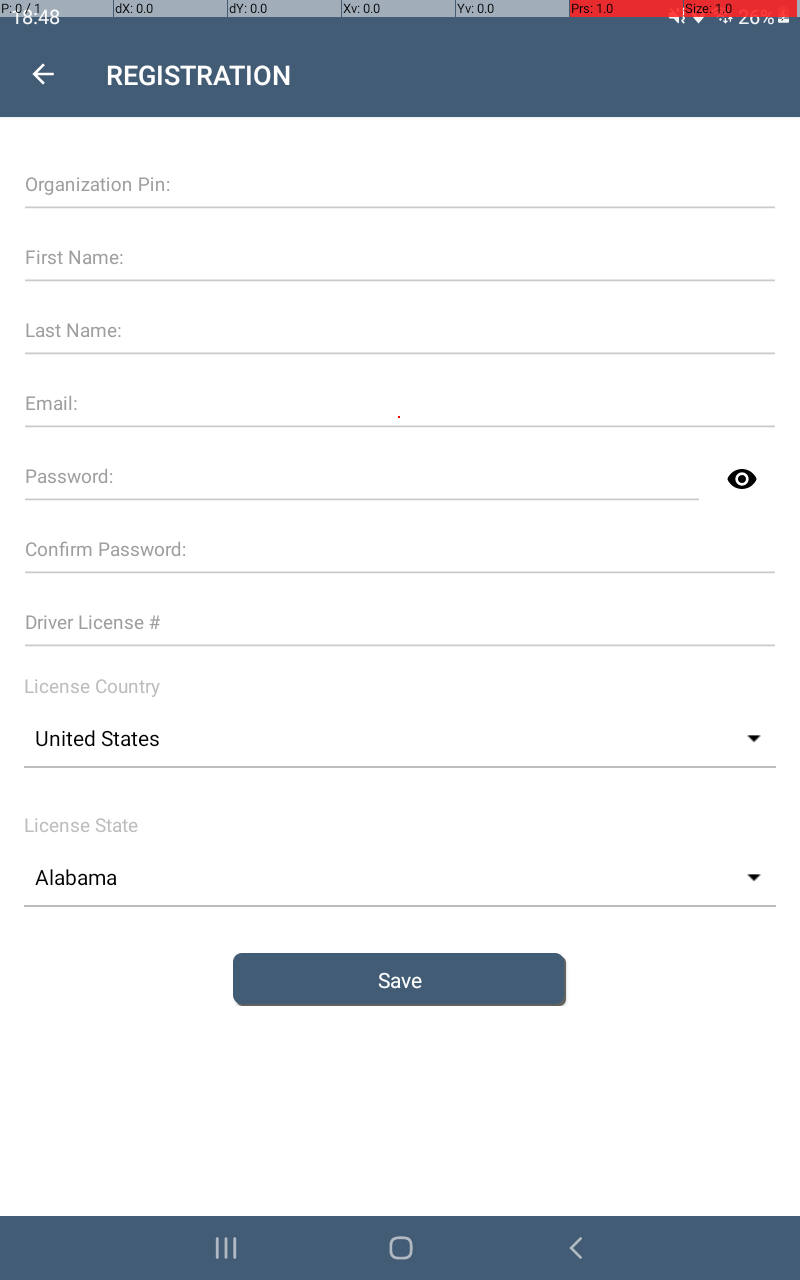 P: 0 / 1 dX: 0.0 dY: 0.0 Xv: 0.0 Yv: 0.0 Prs: 1.0 Size: 1.0
18:48 26%
REGISTRATION
Organization Pin:
First Name:
Last Name:
Email:
Password:
Confirm Password:
Driver License #
License Country
United States
License State
Alabama
Save